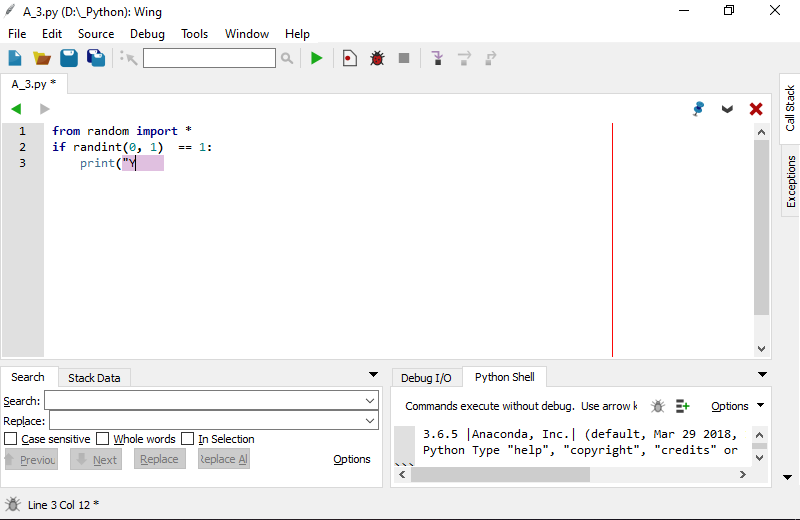 A_3.py (D:\_Python): Wing
File Edit Source Debug Tools Window Help
A_3.py *
1 from random import *
2 if randint(0, 1)  == 1:
3     print("Y
Call Stack
Exceptions
Search Stack Data
Search:
Replace:
Case sensitive Whole words In Selection
Previou Next Replace Replace Al Options
Debug I/O Python Shell
Commands execute without debug. Use arrow k Options
3.6.5 |Anaconda, Inc.| (default, Mar 29 2018,
Python Type "help", "copyright", "credits" or
>>>
Line 3 Col 12 *